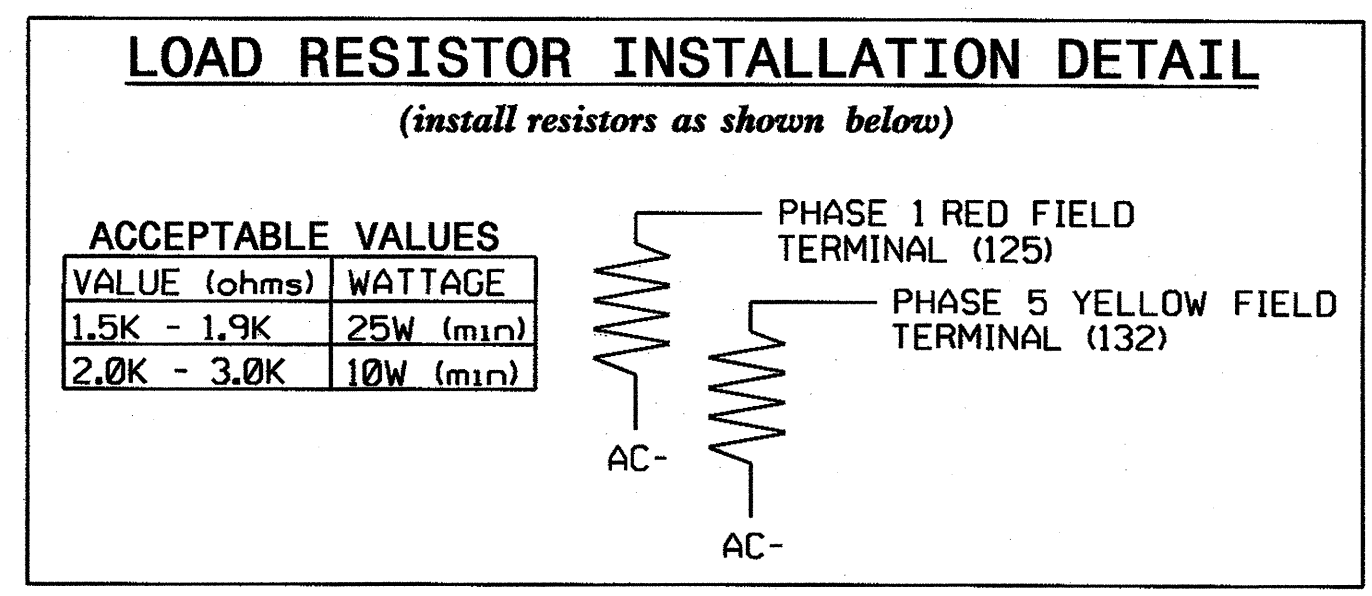 LOAD RESISTOR INSTALLATION DETAIL
(install resistors as shown below)
ACCEPTABLE VALUES
VALUE (ohms) WATTAGE
1.5K - 1.9K 25W (min)
2.0K - 3.0K 10W (min)
PHASE 1 RED FIELD
TERMINAL (125)
AC-
PHASE 5 YELLOW FIELD
TERMINAL (132)
AC-